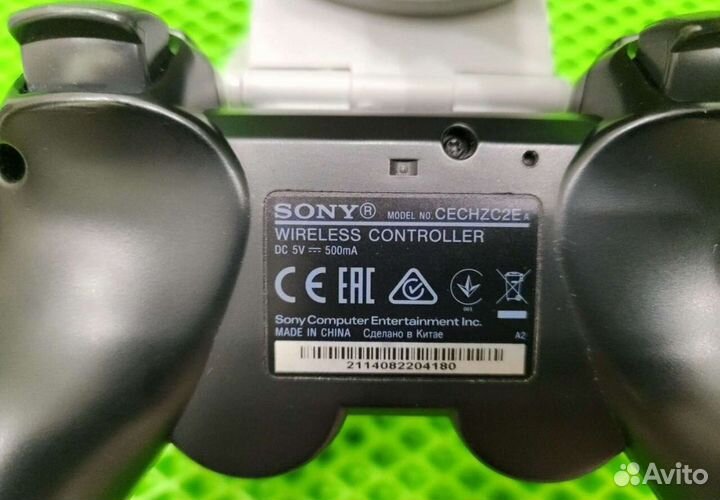 SONY® MODEL NO. CECHZC2E A
WIRELESS CONTROLLER
DC 5V ⎓ 500mA
CE EAC
001
Sony Computer Entertainment Inc.
MADE IN CHINA Сделано в Китае A2
2114082204180
Avito